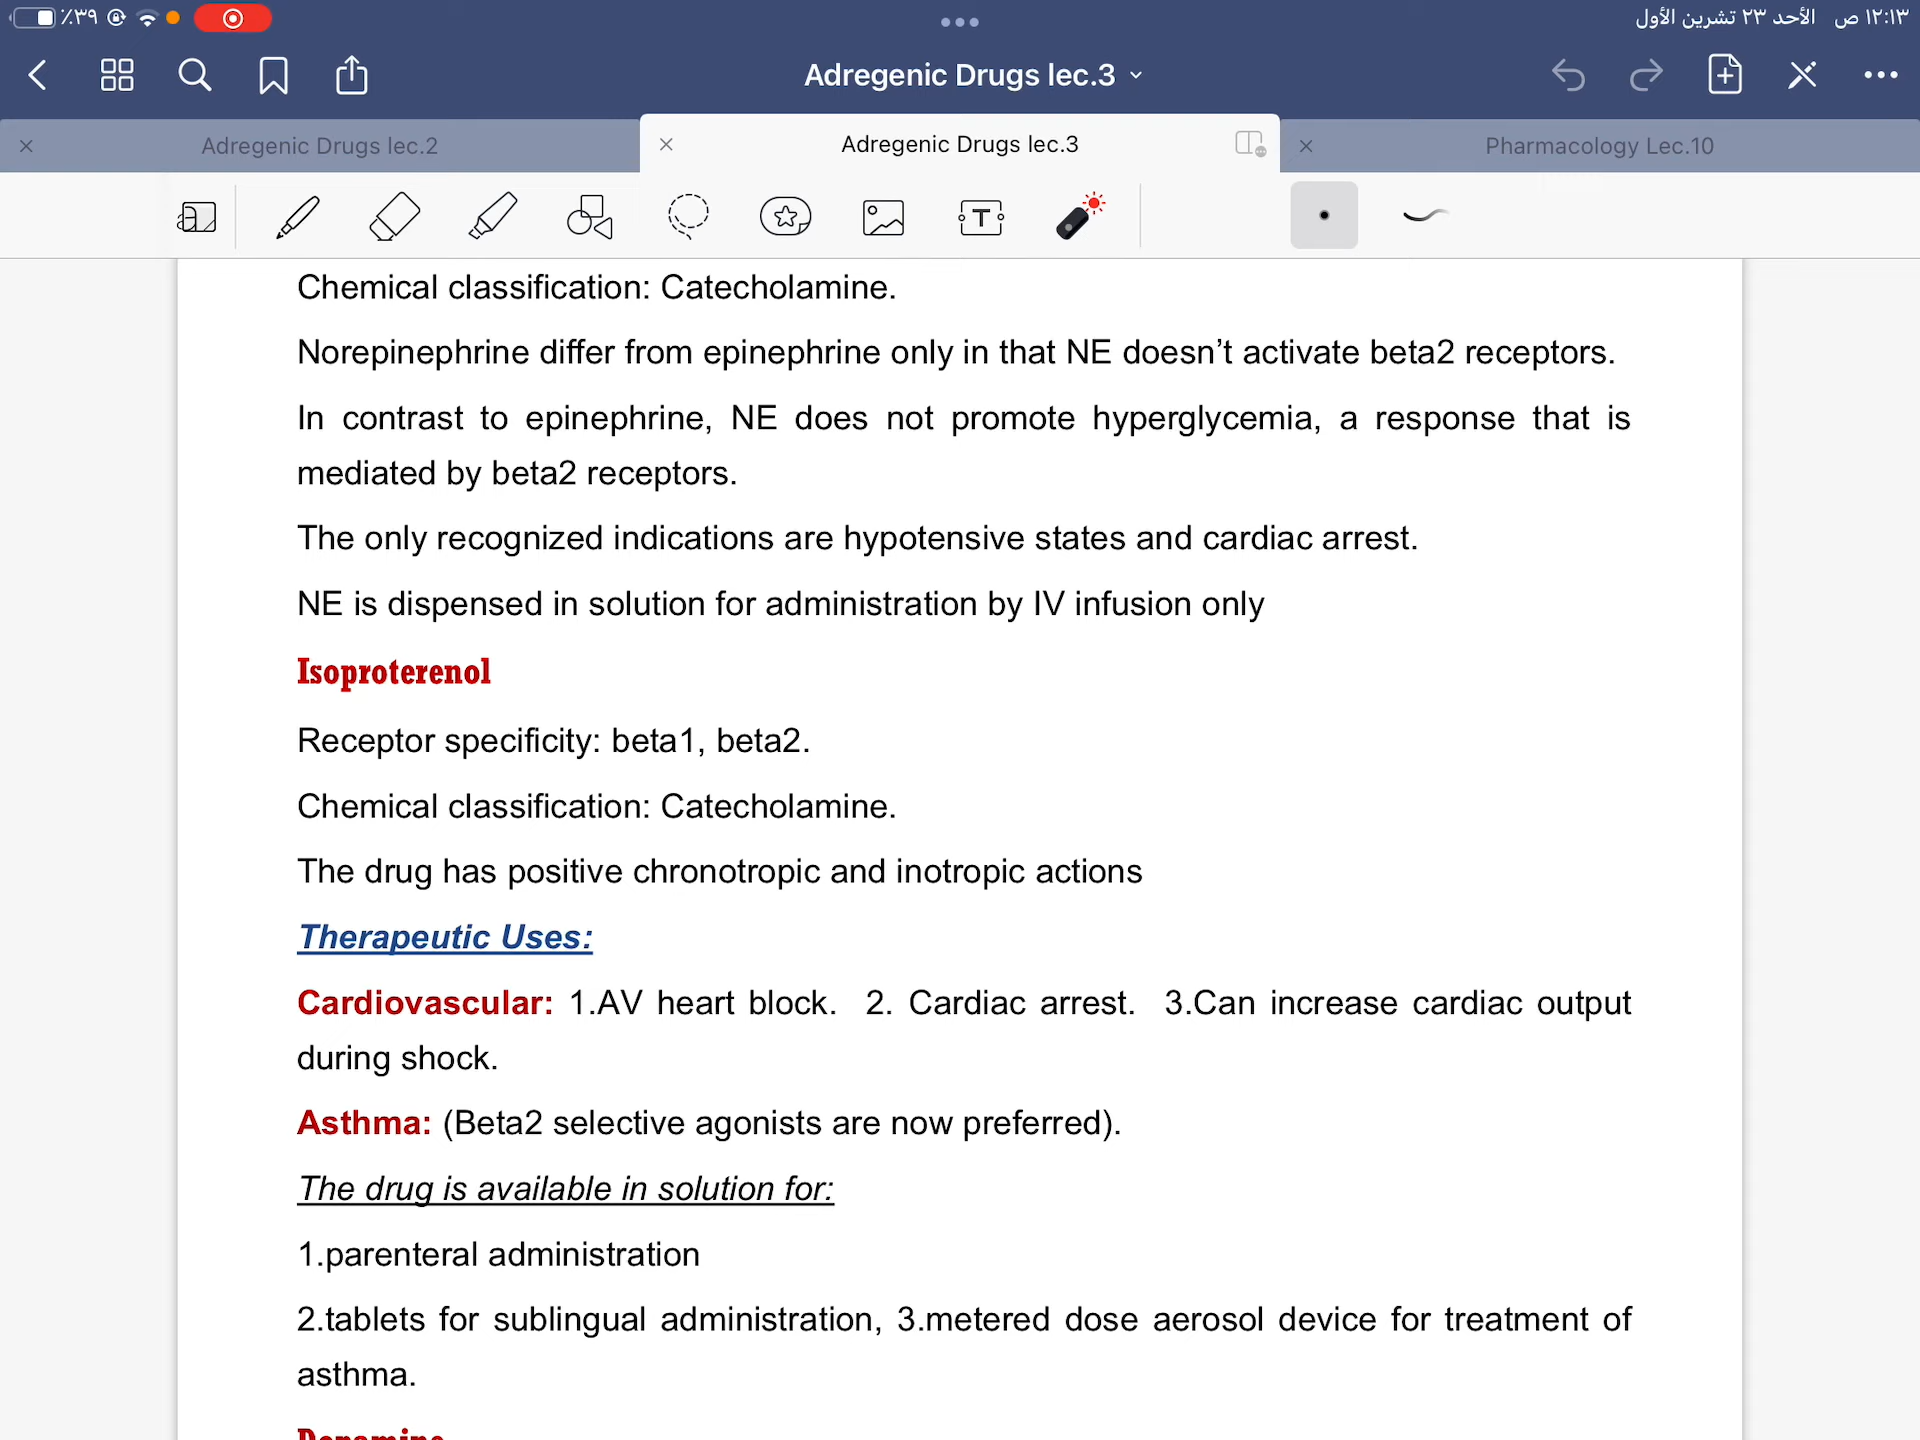 ٪٣٩
١٢:١٣ ص الأحد ٢٣ تشرين الأول
Adregenic Drugs lec.3
Adregenic Drugs lec.2
Adregenic Drugs lec.3
Pharmacology Lec.10
Chemical classification: Catecholamine.
Norepinephrine differ from epinephrine only in that NE doesn’t activate beta2 receptors.
In contrast to epinephrine, NE does not promote hyperglycemia, a response that is
mediated by beta2 receptors.
The only recognized indications are hypotensive states and cardiac arrest.
NE is dispensed in solution for administration by IV infusion only
Isoproterenol
Receptor specificity: beta1, beta2.
Chemical classification: Catecholamine.
The drug has positive chronotropic and inotropic actions
Therapeutic Uses:
Cardiovascular: 1.AV heart block. 2. Cardiac arrest. 3.Can increase cardiac output
during shock.
Asthma: (Beta2 selective agonists are now preferred).
The drug is available in solution for:
1.parenteral administration
2.tablets for sublingual administration, 3.metered dose aerosol device for treatment of
asthma.
Dopamine